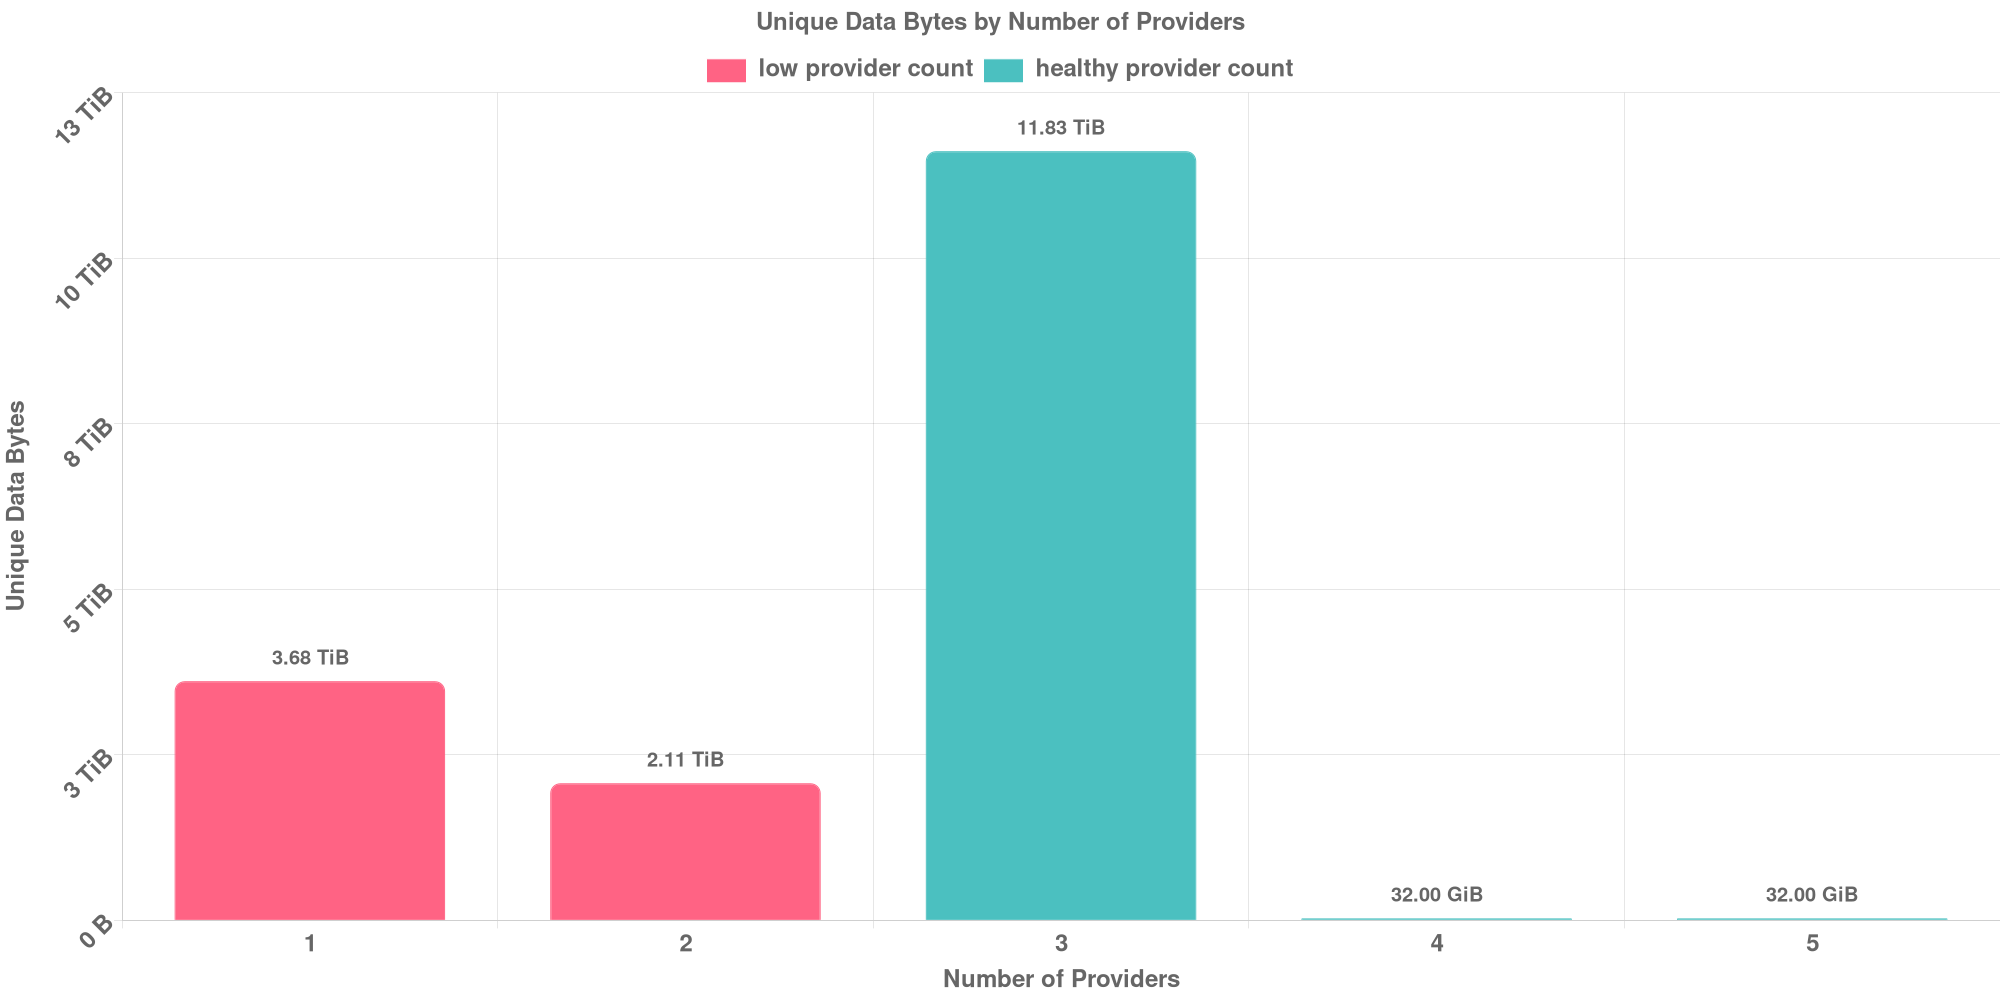 Unique Data Bytes by Number of Providers
low provider count
healthy provider count
13 TiB
10 TiB
8 TiB
5 TiB
3 TiB
0 B
Unique Data Bytes
3.68 TiB
2.11 TiB
11.83 TiB
32.00 GiB
32.00 GiB
1
2
3
4
5
Number of Providers